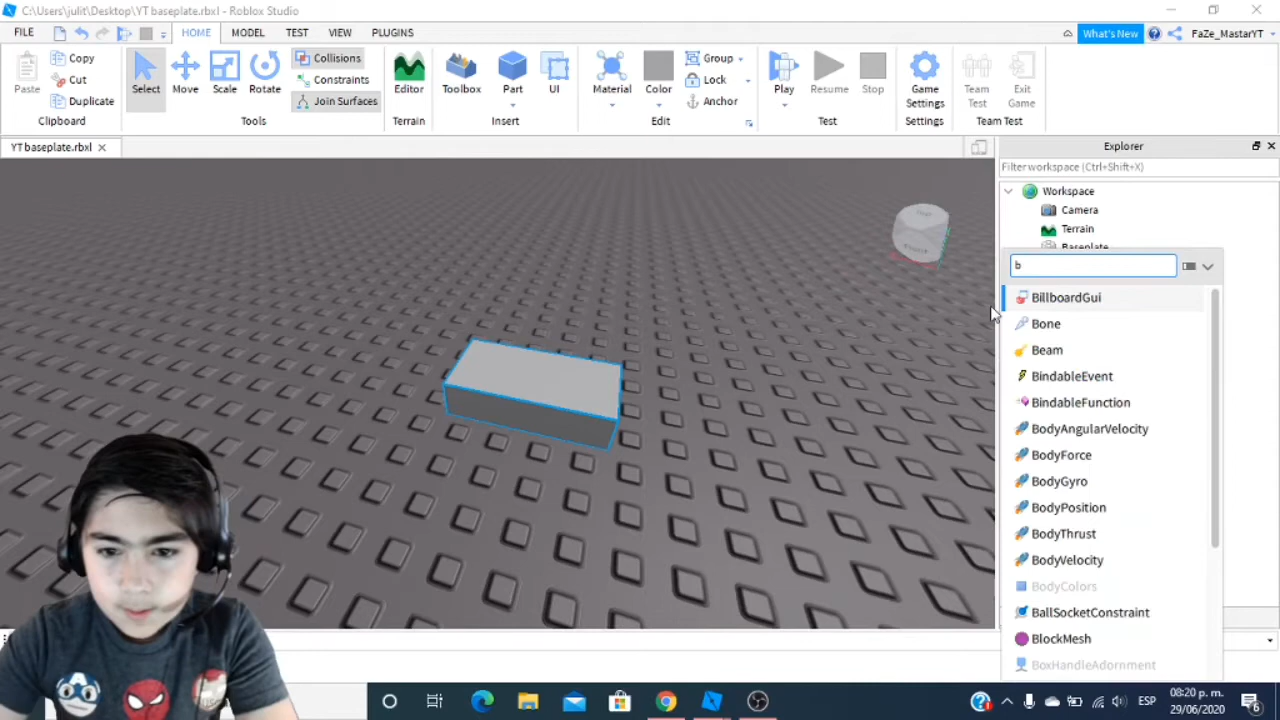 C:\Users\julit\Desktop\YT baseplate.rbxl - Roblox Studio
FILE HOME MODEL TEST VIEW PLUGINS What's New FaZe_MastarYT
Paste Copy Cut Duplicate Select Move Scale Rotate Collisions Constraints Join Surfaces Editor Toolbox Part UI Material Color Group Lock Anchor Play Resume Stop Game Settings Team Test Exit Game
Clipboard Tools Terrain Insert Edit Test Settings Team Test
YT baseplate.rbxl
Explorer
Filter workspace (Ctrl+Shift+X)
Workspace
Camera
Terrain
Baseplate
b
BillboardGui
Bone
Beam
BindableEvent
BindableFunction
BodyAngularVelocity
BodyForce
BodyGyro
BodyPosition
BodyThrust
BodyVelocity
BodyColors
BallSocketConstraint
BlockMesh
BoxHandleAdornment
ESP
08:20 p. m.
29/06/2020
6